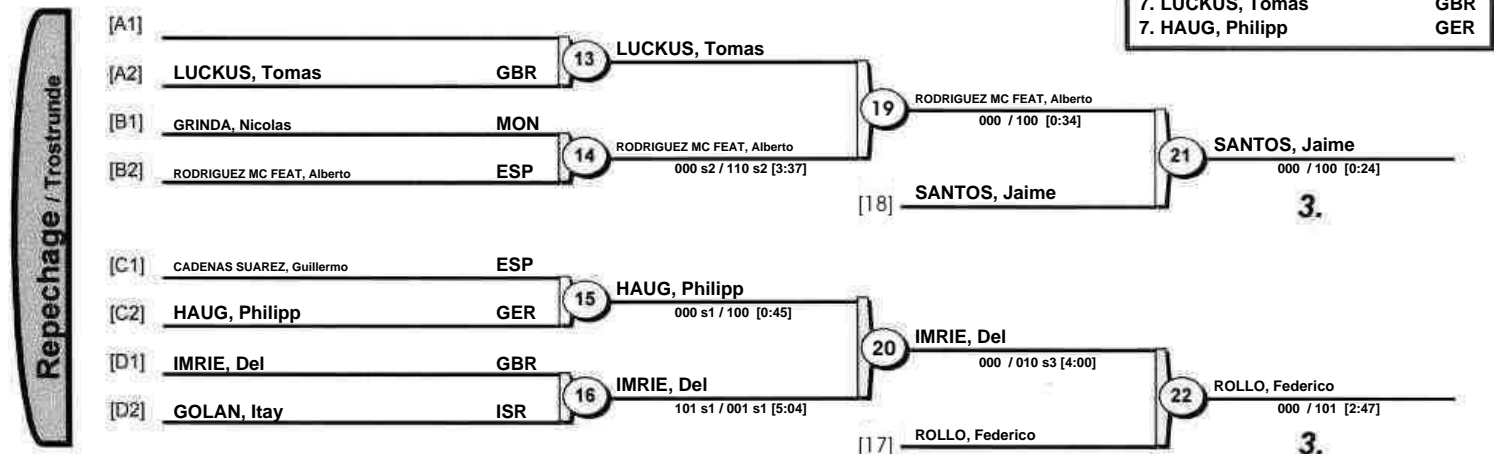 7. LUCKUS, Tomas GBR
7. HAUG, Philipp GER
Repechage / Trostrunde
[A1]
[A2] LUCKUS, Tomas GBR
13 LUCKUS, Tomas
[B1] GRINDA, Nicolas MON
[B2] RODRIGUEZ MC FEAT, Alberto ESP
14 RODRIGUEZ MC FEAT, Alberto
000 s2 / 110 s2 [3:37]
19 RODRIGUEZ MC FEAT, Alberto
000 / 100 [0:34]
[18] SANTOS, Jaime
21 SANTOS, Jaime
000 / 100 [0:24]
3.
[C1] CADENAS SUAREZ, Guillermo ESP
[C2] HAUG, Philipp GER
15 HAUG, Philipp
000 s1 / 100 [0:45]
[D1] IMRIE, Del GBR
[D2] GOLAN, Itay ISR
16 IMRIE, Del
101 s1 / 001 s1 [5:04]
20 IMRIE, Del
000 / 010 s3 [4:00]
[17] ROLLO, Federico
22 ROLLO, Federico
000 / 101 [2:47]
3.